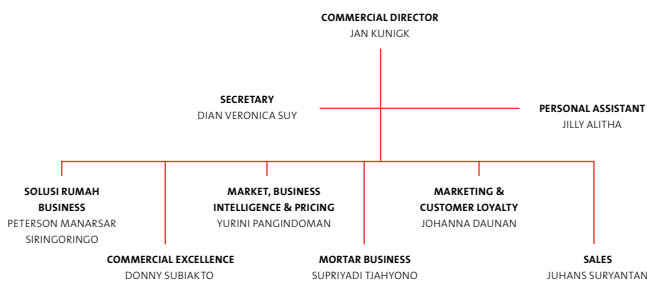 COMMERCIAL DIRECTOR
JAN KUNIGK
SECRETARY
DIAN VERONICA SUY
PERSONAL ASSISTANT
JILLY ALITHA
SOLUSI RUMAH
BUSINESS
PETERSON MANARSAR
SIRINGORINGO
COMMERCIAL EXCELLENCE
DONNY SUBIAKTO
MARKET, BUSINESS
INTELLIGENCE & PRICING
YURINI PANGINDOMAN
MORTAR BUSINESS
SUPRIYADI TJAHYONO
MARKETING &
CUSTOMER LOYALTY
JOHANNA DAUNAN
SALES
JUHANS SURYANTAN